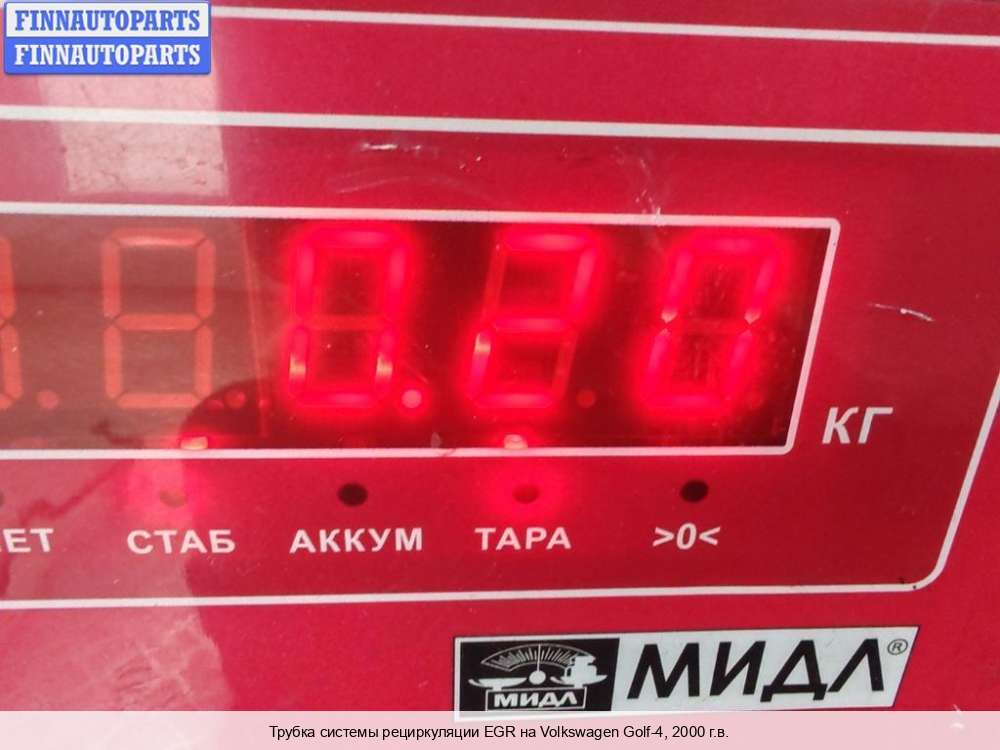 FINNAUTOPARTS
FINNAUTOPARTS
0.20
КГ
СТАБ АККУМ ТАРА >0<
МИДЛ МИДЛ®
Трубка системы рециркуляции EGR на Volkswagen Golf-4, 2000 г.в.